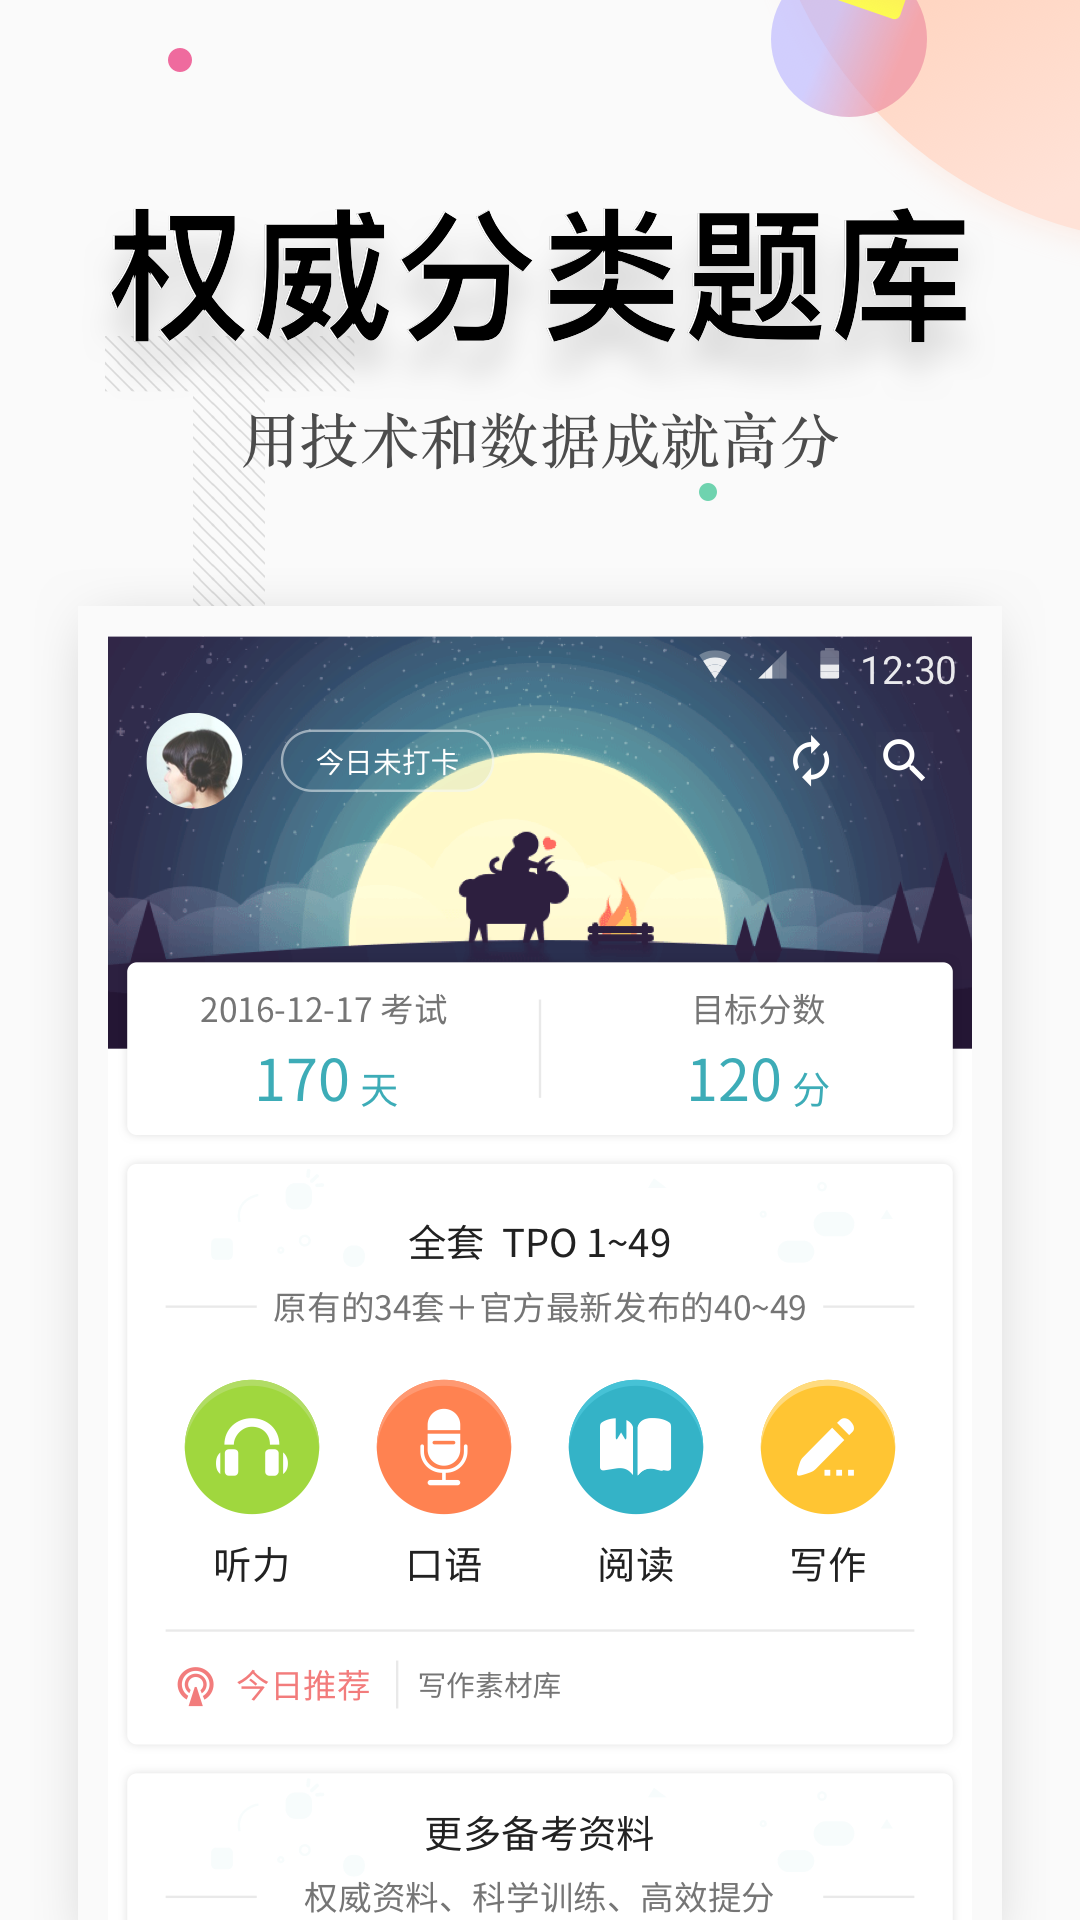 权威分类题库
用技术和数据成就高分
12:30
今日未打卡
2016-12-17 考试
目标分数
170 天
120 分
全套 TPO 1~49
原有的34套＋官方最新发布的40~49
听力
口语
阅读
写作
今日推荐
写作素材库
更多备考资料
权威资料、科学训练、高效提分